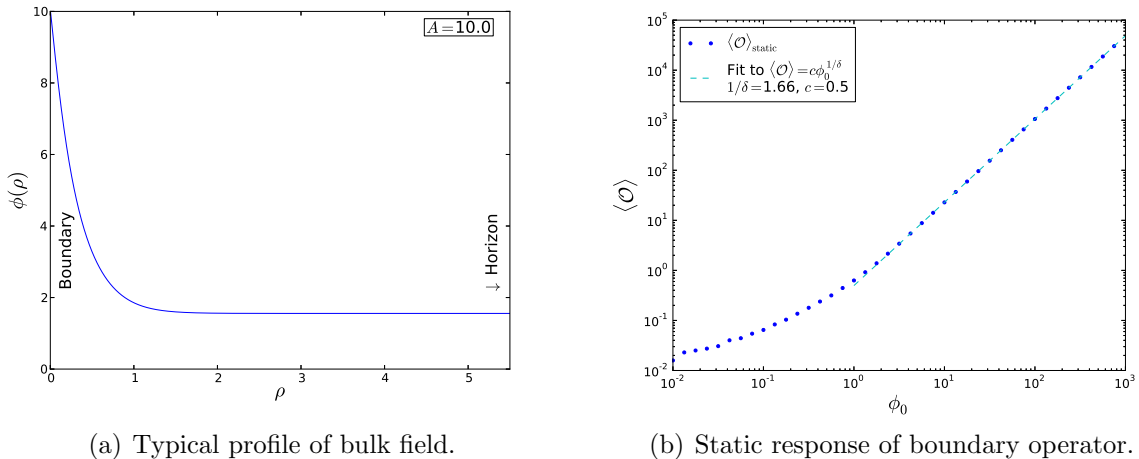 10
8
6
4
2
0
φ(ρ)
A=10.0
Boundary
↓ Horizon
0 1 2 3 4 5
ρ
(a) Typical profile of bulk field.
10^5
10^4
10^3
10^2
10^1
10^0
10^-1
10^-2
⟨𝒪⟩
⟨𝒪⟩static
Fit to ⟨𝒪⟩=cφ₀^{1/δ}
1/δ=1.66, c=0.5
10^-2 10^-1 10^0 10^1 10^2 10^3
φ₀
(b) Static response of boundary operator.